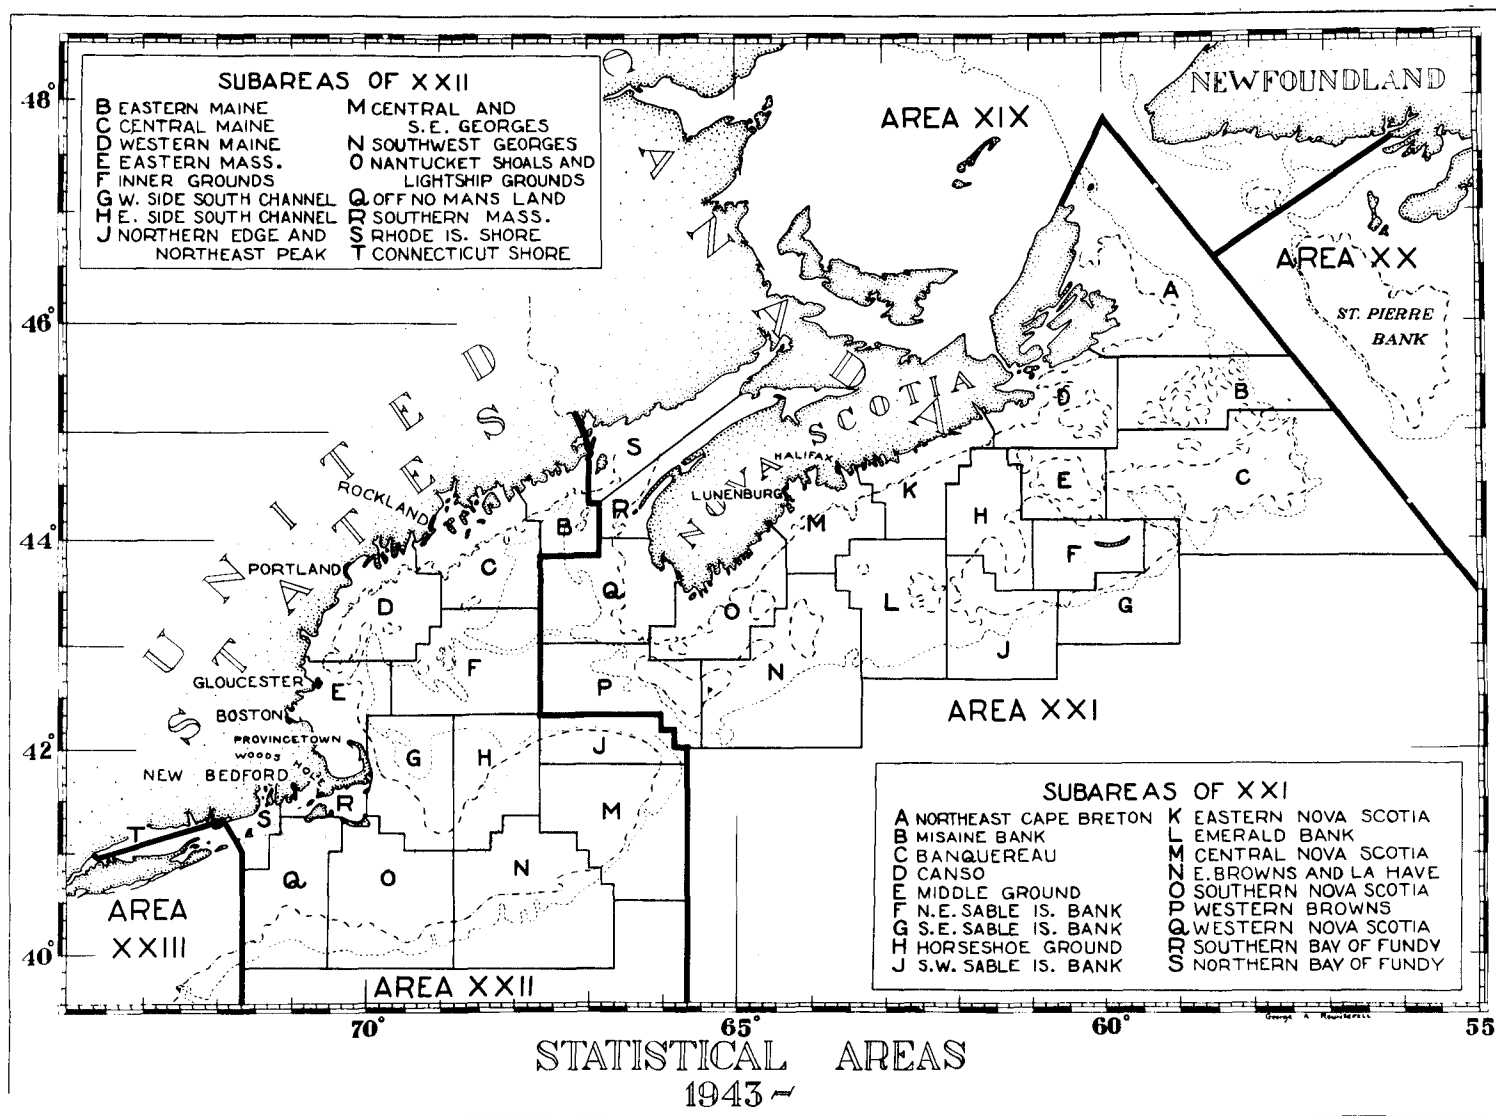 SUBAREAS OF XXII
B EASTERN MAINE
C CENTRAL MAINE
D WESTERN MAINE
E EASTERN MASS.
F INNER GROUNDS
G W. SIDE SOUTH CHANNEL
H E. SIDE SOUTH CHANNEL
J NORTHERN EDGE AND
NORTHEAST PEAK
M CENTRAL AND
S.E. GEORGES
N SOUTHWEST GEORGES
O NANTUCKET SHOALS AND
LIGHTSHIP GROUNDS
Q OFF NO MANS LAND
R SOUTHERN MASS.
S RHODE IS. SHORE
T CONNECTICUT SHORE
48°
46°
44°
42°
40°
CANADA
NEWFOUNDLAND
AREA XIX
AREA XX
ST. PIERRE
BANK
UNITED
STATES
NOVA SCOTIA
HALIFAX
LUNENBURG
ROCKLAND
PORTLAND
GLOUCESTER
BOSTON
PROVINCETOWN
WOODS HOLE
NEW BEDFORD
A
B
D
C
S
E
K
R
H
M
B
F
C
Q
L
G
D
O
J
F
N
P
E
J
G
H
M
R
S
T
N
Q
O
AREA XXI
AREA
XXIII
AREA XXII
SUBAREAS OF XXI
A NORTHEAST CAPE BRETON
B MISAINE BANK
C BANQUEREAU
D CANSO
E MIDDLE GROUND
F N.E. SABLE IS. BANK
G S.E. SABLE IS. BANK
H HORSESHOE GROUND
J S.W. SABLE IS. BANK
K EASTERN NOVA SCOTIA
L EMERALD BANK
M CENTRAL NOVA SCOTIA
N E. BROWNS AND LA HAVE
O SOUTHERN NOVA SCOTIA
P WESTERN BROWNS
Q WESTERN NOVA SCOTIA
R SOUTHERN BAY OF FUNDY
S NORTHERN BAY OF FUNDY
70°
65°
60°
55
STATISTICAL AREAS
1943~